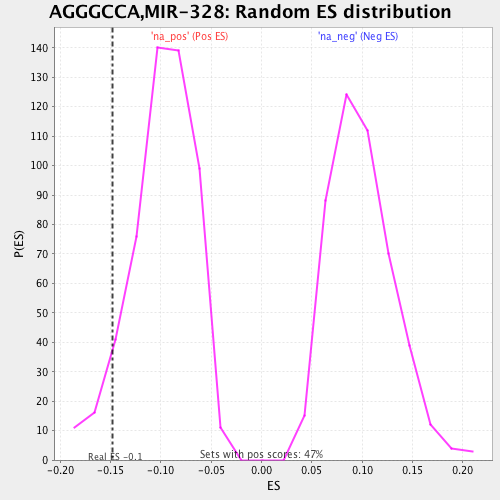 AGGGCCA,MIR-328: Random ES distribution
'na_pos' (Pos ES) 'na_neg' (Neg ES)
140
130
120
110
100
90
80
70
60
50
40
30
20
10
0
P(ES)
Real ES -0.1 Sets with pos scores: 47%
-0.20 -0.15 -0.10 -0.05 0.00 0.05 0.10 0.15 0.20
ES